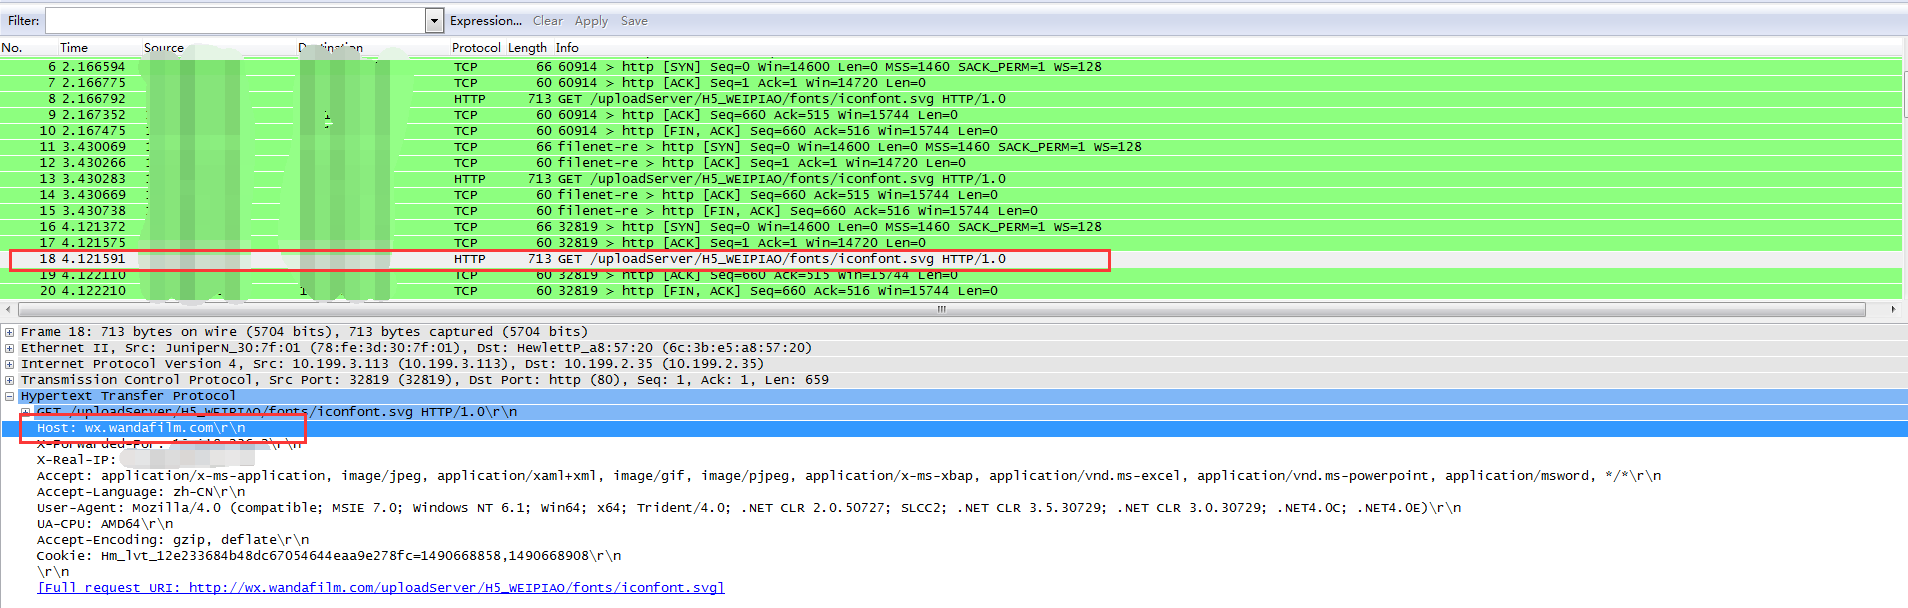 Filter: Expression... Clear Apply Save
No. Time Source Destination Protocol Length Info
6 2.166594 TCP 66 60914 > http [SYN] Seq=0 Win=14600 Len=0 MSS=1460 SACK_PERM=1 WS=128
7 2.166775 TCP 60 60914 > http [ACK] Seq=1 Ack=1 Win=14720 Len=0
8 2.166792 HTTP 713 GET /uploadServer/H5_WEIPIAO/fonts/iconfont.svg HTTP/1.0
9 2.167352 TCP 60 60914 > http [ACK] Seq=660 Ack=515 Win=15744 Len=0
10 2.167475 TCP 60 60914 > http [FIN, ACK] Seq=660 Ack=516 Win=15744 Len=0
11 3.430069 TCP 66 filenet-re > http [SYN] Seq=0 Win=14600 Len=0 MSS=1460 SACK_PERM=1 WS=128
12 3.430266 TCP 60 filenet-re > http [ACK] Seq=1 Ack=1 Win=14720 Len=0
13 3.430283 HTTP 713 GET /uploadServer/H5_WEIPIAO/fonts/iconfont.svg HTTP/1.0
14 3.430669 TCP 60 filenet-re > http [ACK] Seq=660 Ack=515 Win=15744 Len=0
15 3.430738 TCP 60 filenet-re > http [FIN, ACK] Seq=660 Ack=516 Win=15744 Len=0
16 4.121372 TCP 66 32819 > http [SYN] Seq=0 Win=14600 Len=0 MSS=1460 SACK_PERM=1 WS=128
17 4.121575 TCP 60 32819 > http [ACK] Seq=1 Ack=1 Win=14720 Len=0
18 4.121591 HTTP 713 GET /uploadServer/H5_WEIPIAO/fonts/iconfont.svg HTTP/1.0
19 4.122110 TCP 60 32819 > http [ACK] Seq=660 Ack=515 Win=15744 Len=0
20 4.122210 TCP 60 32819 > http [FIN, ACK] Seq=660 Ack=516 Win=15744 Len=0
Frame 18: 713 bytes on wire (5704 bits), 713 bytes captured (5704 bits)
Ethernet II, Src: JuniperN_30:7f:01 (78:fe:3d:30:7f:01), Dst: HewlettP_a8:57:20 (6c:3b:e5:a8:57:20)
Internet Protocol Version 4, Src: 10.199.3.113 (10.199.3.113), Dst: 10.199.2.35 (10.199.2.35)
Transmission Control Protocol, Src Port: 32819 (32819), Dst Port: http (80), Seq: 1, Ack: 1, Len: 659
Hypertext Transfer Protocol
GET /uploadServer/H5_WEIPIAO/fonts/iconfont.svg HTTP/1.0\r\n
Host: wx.wandafilm.com\r\n
X-Forwarded-For: \r\n
X-Real-IP:
Accept: application/x-ms-application, image/jpeg, application/xaml+xml, image/gif, image/pjpeg, application/x-ms-xbap, application/vnd.ms-excel, application/vnd.ms-powerpoint, application/msword, */*\r\n
Accept-Language: zh-CN\r\n
User-Agent: Mozilla/4.0 (compatible; MSIE 7.0; Windows NT 6.1; Win64; x64; Trident/4.0; .NET CLR 2.0.50727; SLCC2; .NET CLR 3.5.30729; .NET CLR 3.0.30729; .NET4.0C; .NET4.0E)\r\n
UA-CPU: AMD64\r\n
Accept-Encoding: gzip, deflate\r\n
Cookie: Hm_lvt_12e233684b48dc67054644eaa9e278fc=1490668858,1490668908\r\n
\r\n
[Full request URI: http://wx.wandafilm.com/uploadServer/H5_WEIPIAO/fonts/iconfont.svg]